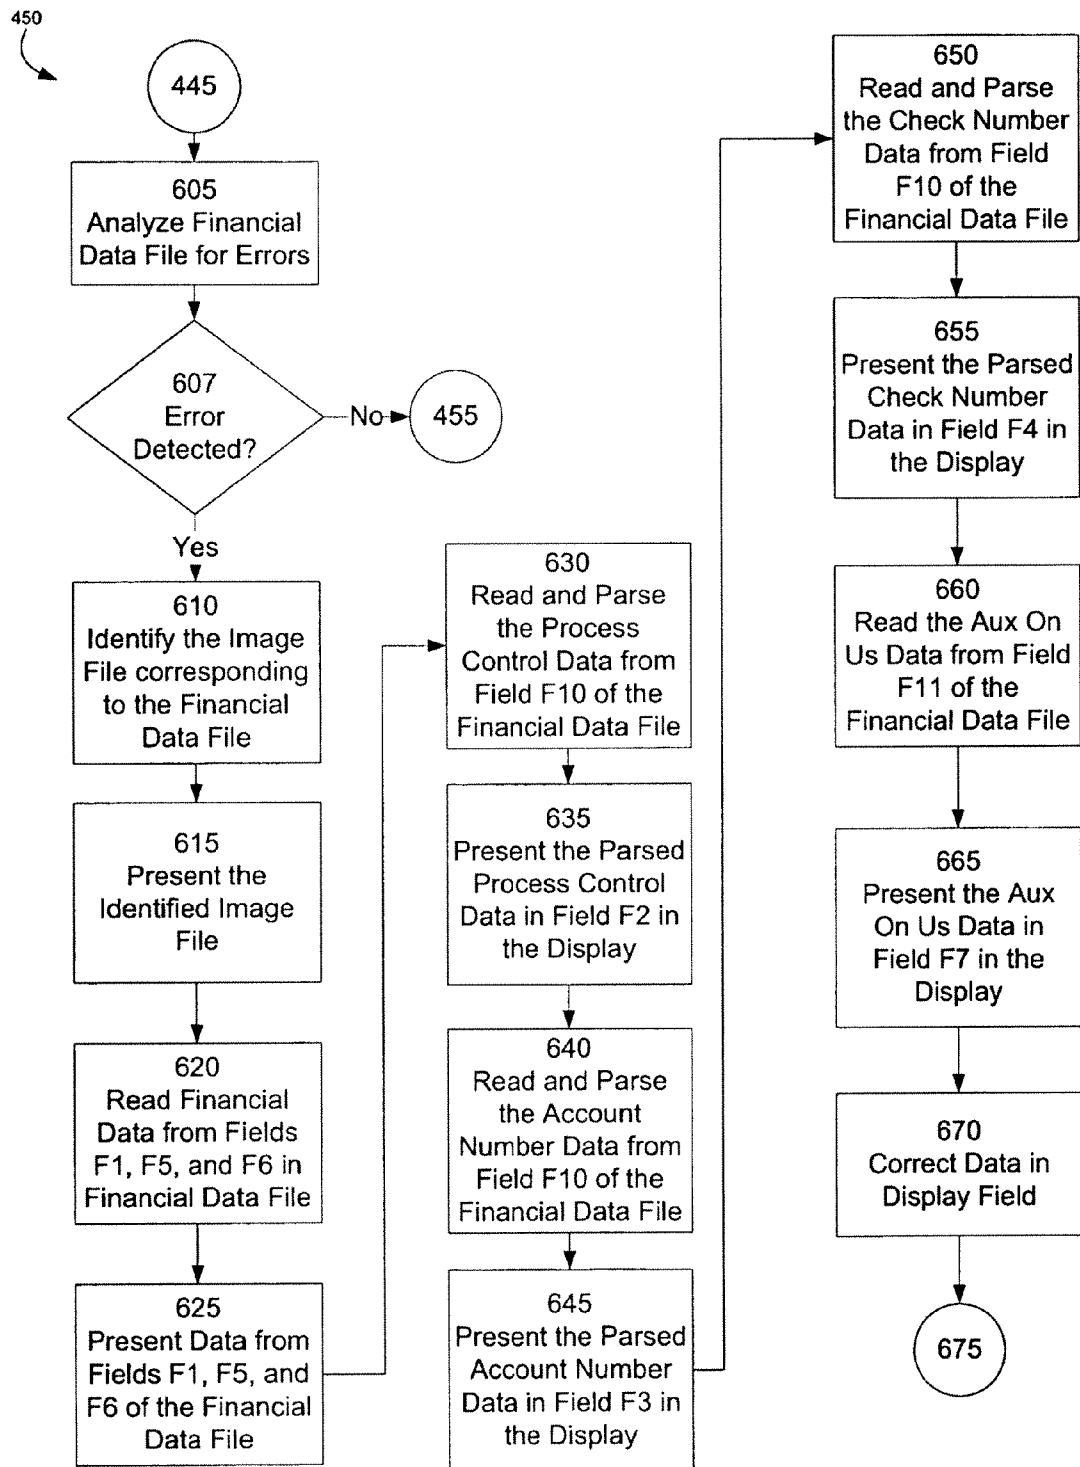 450
445
605
Analyze Financial
Data File for Errors
607
Error
Detected?
No
455
Yes
610
Identify the Image
File corresponding
to the Financial
Data File
615
Present the
Identified Image
File
620
Read Financial
Data from Fields
F1, F5, and F6 in
Financial Data File
625
Present Data from
Fields F1, F5, and
F6 of the Financial
Data File
630
Read and Parse
the Process
Control Data from
Field F10 of the
Financial Data File
635
Present the Parsed
Process Control
Data in Field F2 in
the Display
640
Read and Parse
the Account
Number Data from
Field F10 of the
Financial Data File
645
Present the Parsed
Account Number
Data in Field F3 in
the Display
650
Read and Parse
the Check Number
Data from Field
F10 of the
Financial Data File
655
Present the Parsed
Check Number
Data in Field F4 in
the Display
660
Read the Aux On
Us Data from Field
F11 of the
Financial Data File
665
Present the Aux
On Us Data in
Field F7 in the
Display
670
Correct Data in
Display Field
675